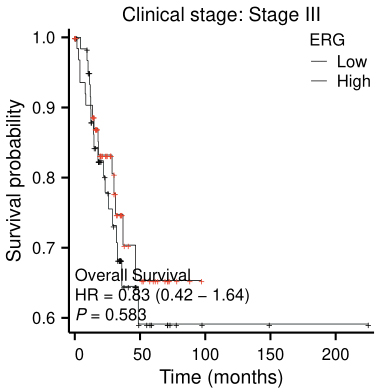 Clinical stage: Stage III
ERG
Low
High
Survival probability
1.0
0.9
0.8
0.7
0.6
Overall Survival
HR = 0.83 (0.42 − 1.64)
P = 0.583
0 50 100 150 200
Time (months)